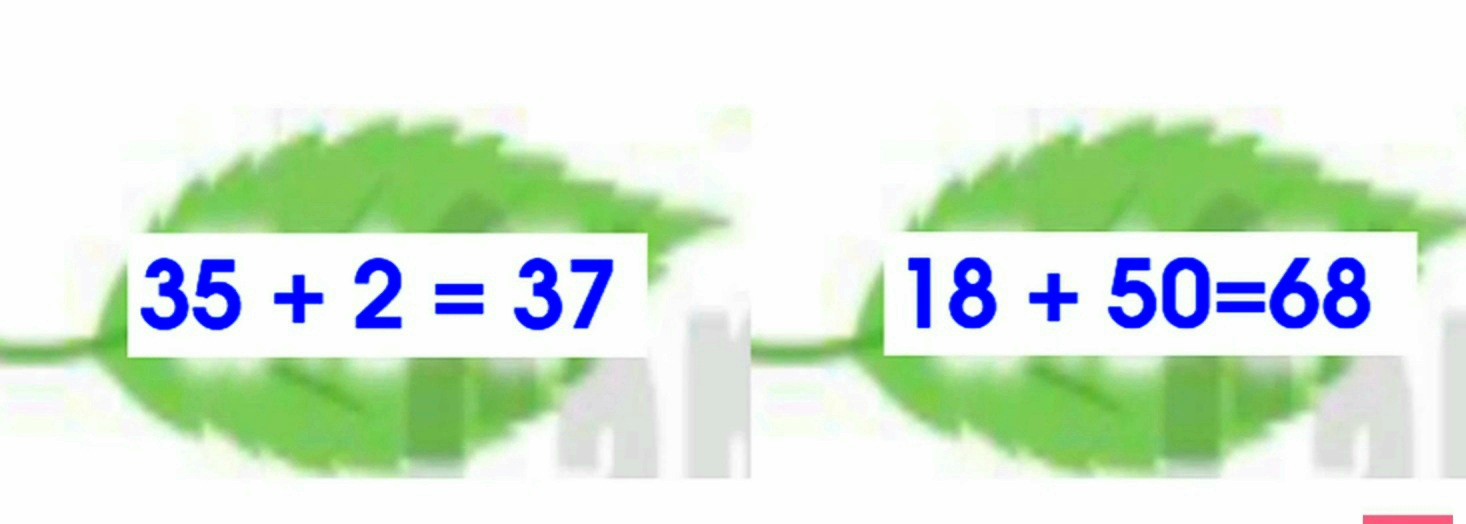 35 + 2 = 37
18 + 50=68